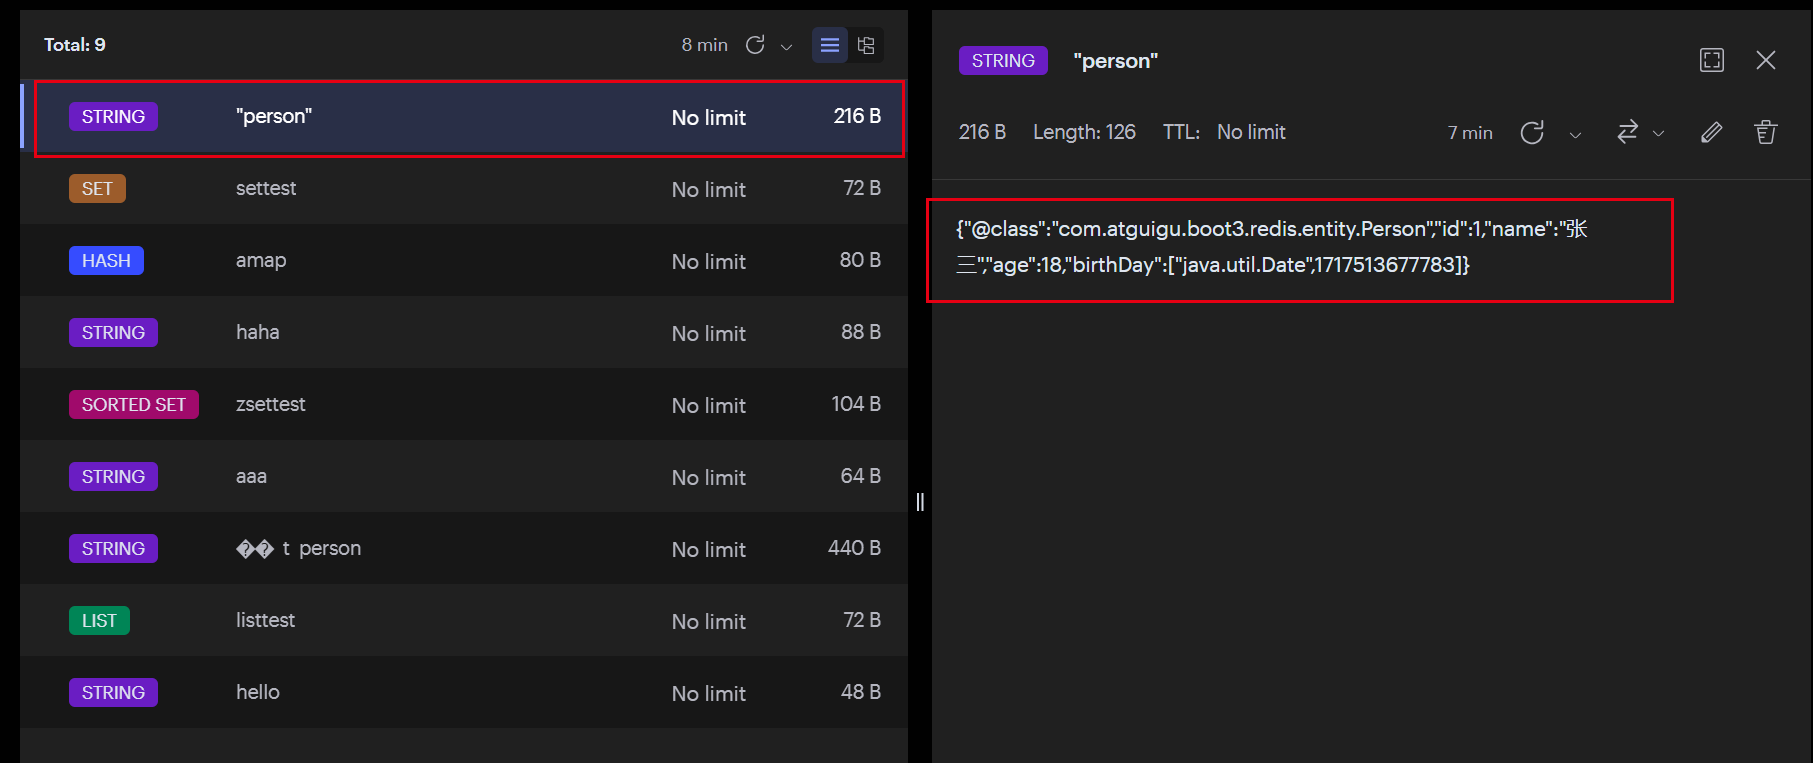 Total: 9
8 min
STRING "person" No limit 216 B
SET settest No limit 72 B
HASH amap No limit 80 B
STRING haha No limit 88 B
SORTED SET zsettest No limit 104 B
STRING aaa No limit 64 B
STRING �� t person No limit 440 B
LIST listtest No limit 72 B
STRING hello No limit 48 B
STRING "person"
216 B Length: 126 TTL: No limit 7 min
{"@class":"com.atguigu.boot3.redis.entity.Person","id":1,"name":"张
三","age":18,"birthDay":["java.util.Date",1717513677783]}